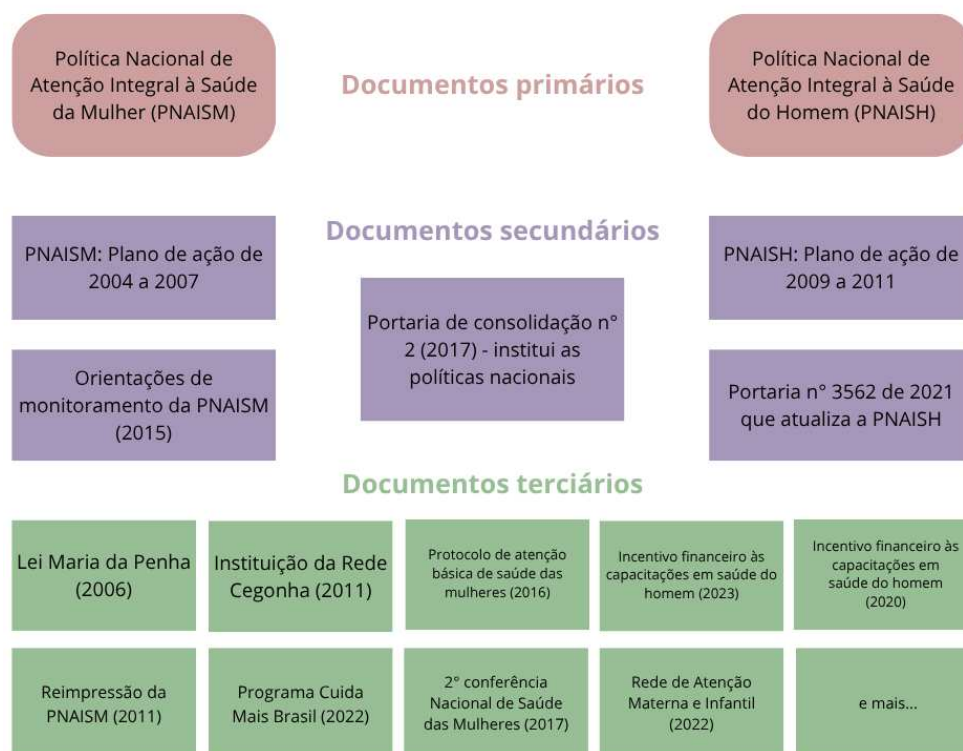 Política Nacional de
Atenção Integral à Saúde
da Mulher (PNAISM)
Documentos primários
Política Nacional de
Atenção Integral à Saúde
do Homem (PNAISH)
Documentos secundários
PNAISM: Plano de ação de
2004 a 2007
Portaria de consolidação n°
2 (2017) - institui as
políticas nacionais
PNAISH: Plano de ação de
2009 a 2011
Orientações de
monitoramento da PNAISM
(2015)
Portaria n° 3562 de 2021
que atualiza a PNAISH
Documentos terciários
Lei Maria da Penha
(2006)
Instituição da Rede
Cegonha (2011)
Protocolo de atenção
básica de saúde das
mulheres (2016)
Incentivo financeiro às
capacitações em saúde do
homem (2023)
Incentivo financeiro às
capacitações em
saúde do homem
(2020)
Reimpressão da
PNAISM (2011)
Programa Cuida
Mais Brasil (2022)
2° conferência
Nacional de Saúde
das Mulheres (2017)
Rede de Atenção
Materna e Infantil
(2022)
e mais...